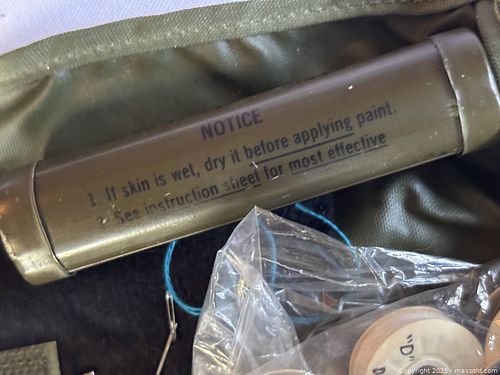 NOTICE
1. If skin is wet, dry it before applying paint.
2. See instruction sheet for most effective
"D"
Copyright 2025 - maxsold.com